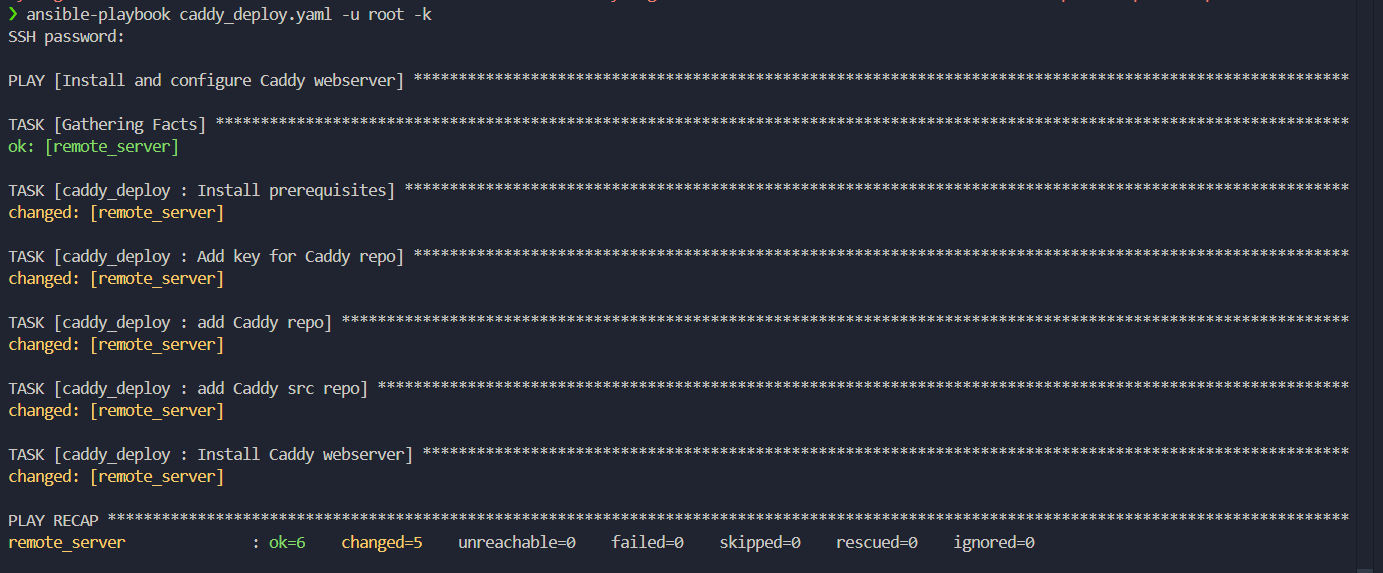 ❯ ansible-playbook caddy_deploy.yaml -u root -k
SSH password:
PLAY [Install and configure Caddy webserver] ********************************************************************************************************
TASK [Gathering Facts] ******************************************************************************************************************************
ok: [remote_server]
TASK [caddy_deploy : Install prerequisites] *********************************************************************************************************
changed: [remote_server]
TASK [caddy_deploy : Add key for Caddy repo] ********************************************************************************************************
changed: [remote_server]
TASK [caddy_deploy : add Caddy repo] ****************************************************************************************************************
changed: [remote_server]
TASK [caddy_deploy : add Caddy src repo] ************************************************************************************************************
changed: [remote_server]
TASK [caddy_deploy : Install Caddy webserver] *******************************************************************************************************
changed: [remote_server]
PLAY RECAP ******************************************************************************************************************************************
remote_server : ok=6 changed=5 unreachable=0 failed=0 skipped=0 rescued=0 ignored=0